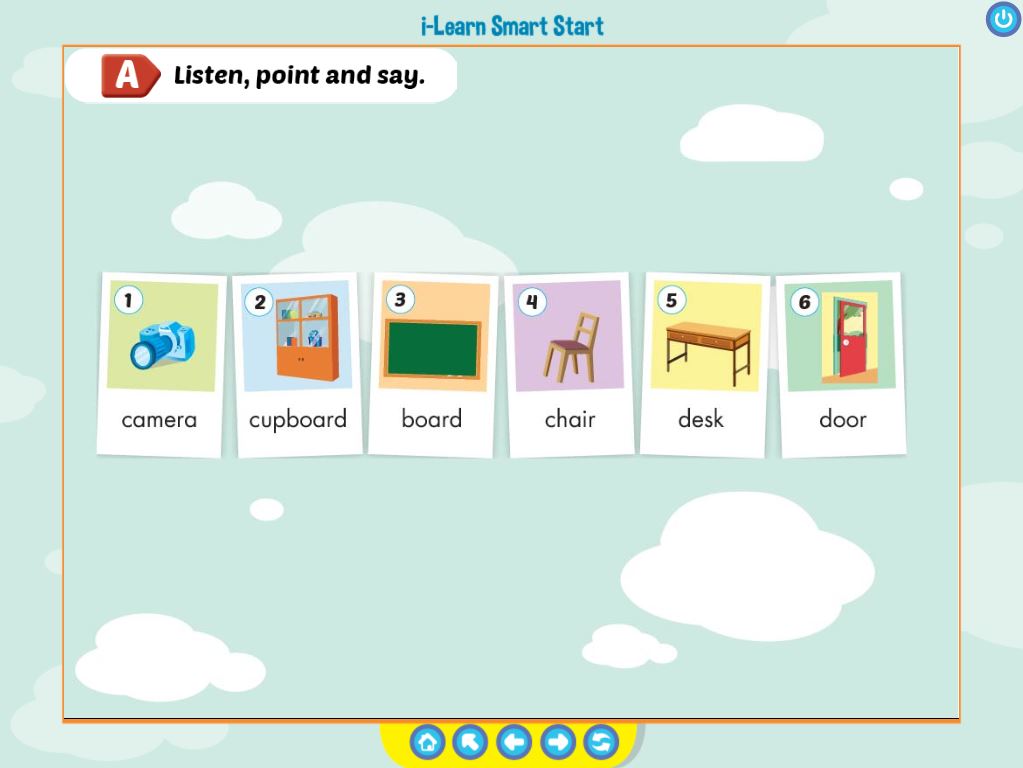 i-Learn Smart Start
A Listen, point and say.
1 2 3 4 5 6
camera cupboard board chair desk door